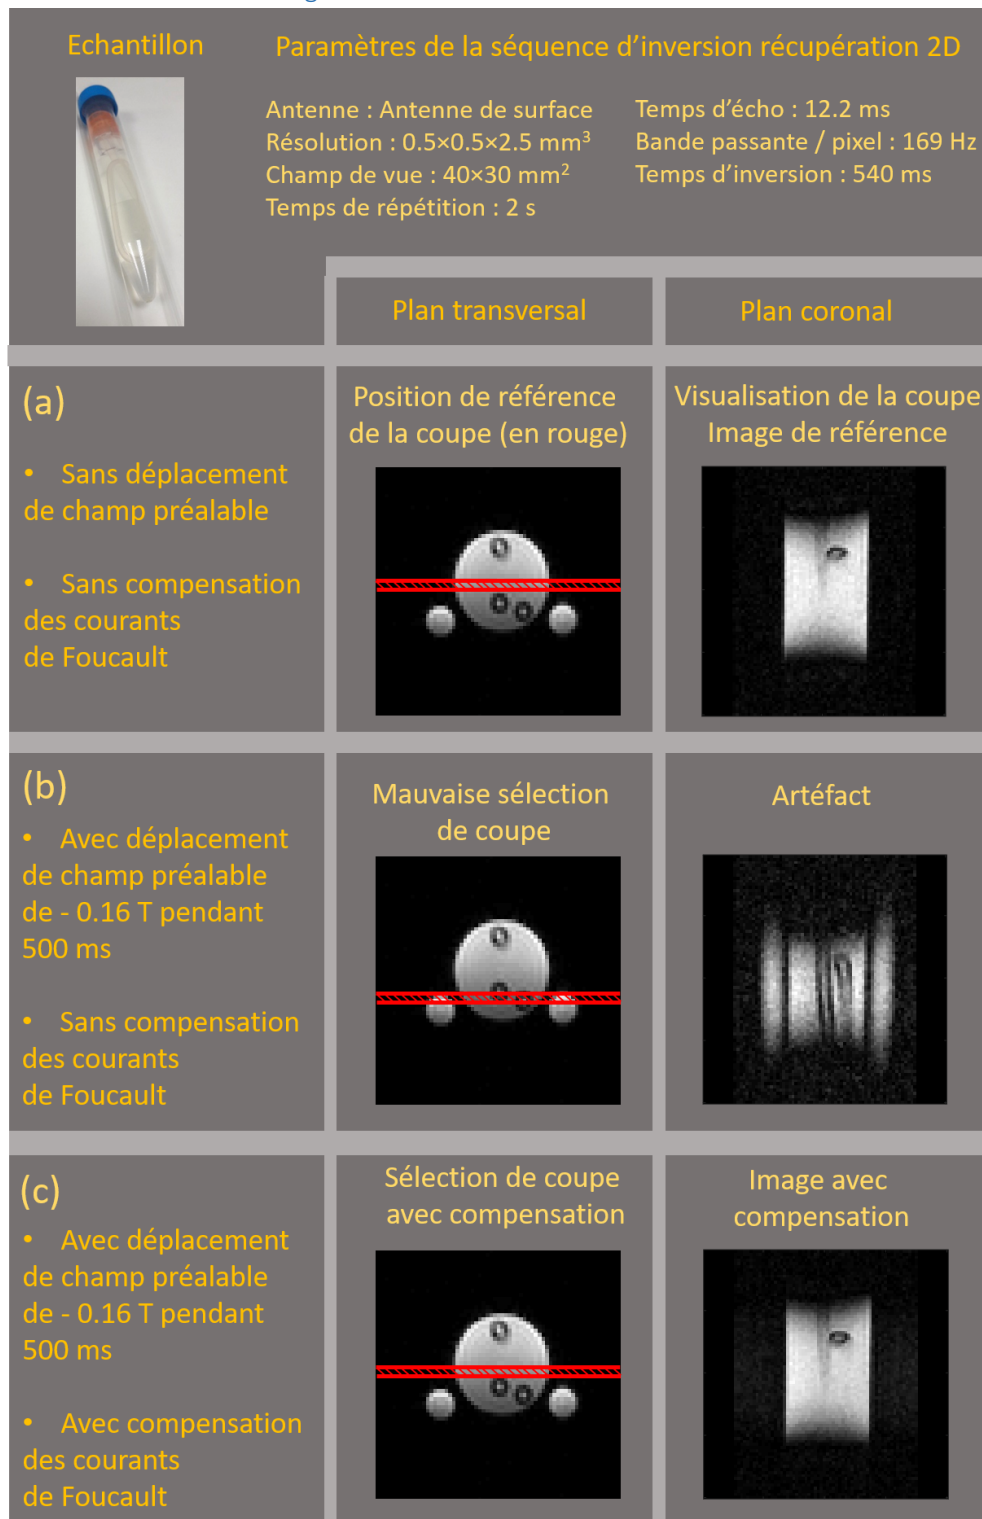 Echantillon
Paramètres de la séquence d’inversion récupération 2D
Antenne : Antenne de surface
Résolution : 0.5×0.5×2.5 mm³
Champ de vue : 40×30 mm²
Temps de répétition : 2 s
Temps d’écho : 12.2 ms
Bande passante / pixel : 169 Hz
Temps d’inversion : 540 ms
Plan transversal
Plan coronal
(a)
• Sans déplacement
de champ préalable
• Sans compensation
des courants
de Foucault
Position de référence
de la coupe (en rouge)
Visualisation de la coupe
Image de référence
(b)
• Avec déplacement
de champ préalable
de - 0.16 T pendant
500 ms
• Sans compensation
des courants
de Foucault
Mauvaise sélection
de coupe
Artéfact
(c)
• Avec déplacement
de champ préalable
de - 0.16 T pendant
500 ms
• Avec compensation
des courants
de Foucault
Sélection de coupe
avec compensation
Image avec
compensation